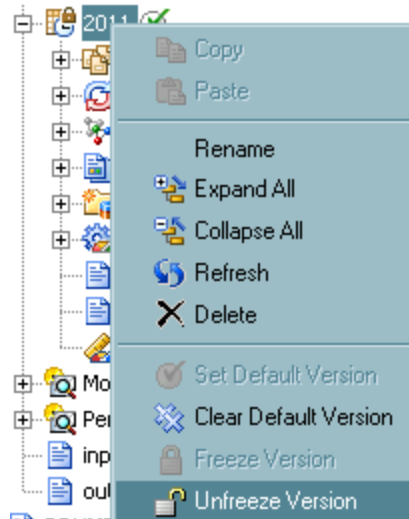 2011
Copy
Paste
Rename
Expand All
Collapse All
Refresh
Delete
Set Default Version
Mo
Clear Default Version
Per
Freeze Version
inp
Unfreeze Version
out